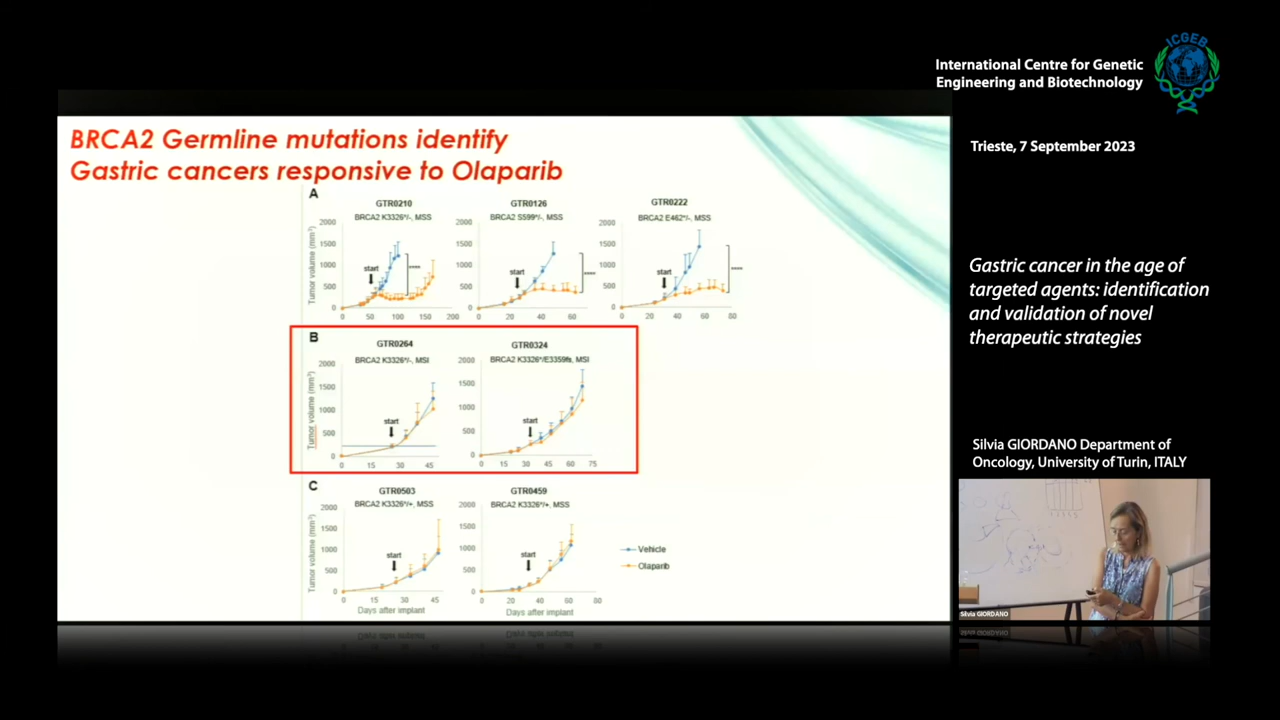 International Centre for Genetic
Engineering and Biotechnology
ICGEB
Trieste, 7 September 2023
BRCA2 Germline mutations identify
Gastric cancers responsive to Olaparib
A
GTR0210
BRCA2 K3326*/-, MSS
GTR0126
BRCA2 S599*/-, MSS
GTR0222
BRCA2 E462*/-, MSS
Tumor volume (mm³)
2000
1500
1000
500
0
start
****
0 50 100 150 200
2000
1500
1000
500
0
start
****
0 20 40 60
2000
1500
1000
500
0
start
****
0 20 40 60 80
B
GTR0264
BRCA2 K3326*/-, MSI
GTR0324
BRCA2 K3326*/E3359fs, MSI
Tumor volume (mm³)
2000
1500
1000
500
0
start
0 15 30 45
2000
1500
1000
500
0
start
0 15 30 45 60 75
C
GTR0503
BRCA2 K3326*/+, MSS
GTR0459
BRCA2 K3326*/+, MSS
Tumor volume (mm³)
2000
1500
1000
500
0
start
0 15 30 45
Days after implant
2000
1500
1000
500
0
start
0 20 40 60 80
Days after implant
Vehicle
Olaparib
Gastric cancer in the age of
targeted agents: identification
and validation of novel
therapeutic strategies
Silvia GIORDANO Department of
Oncology, University of Turin, ITALY
Silvia GIORDANO